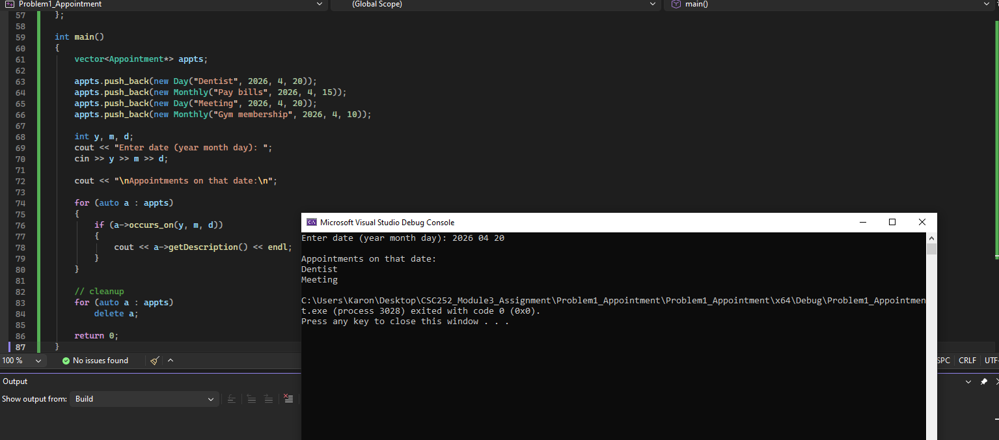 Problem1_Appointment (Global Scope) main()
57 };
58
59 int main()
60 {
61 vector<Appointment*> appts;
62
63 appts.push_back(new Day("Dentist", 2026, 4, 20));
64 appts.push_back(new Monthly("Pay bills", 2026, 4, 15));
65 appts.push_back(new Day("Meeting", 2026, 4, 20));
66 appts.push_back(new Monthly("Gym membership", 2026, 4, 10));
67
68 int y, m, d;
69 cout << "Enter date (year month day): ";
70 cin >> y >> m >> d;
71
72 cout << "\nAppointments on that date:\n";
73
74 for (auto a : appts)
75 {
76 if (a->occurs_on(y, m, d))
77 {
78 cout << a->getDescription() << endl;
79 }
80 }
81
82 // cleanup
83 for (auto a : appts)
84 delete a;
85
86 return 0;
87 }
100 % No issues found SPC CRLF UTF-
Output
Show output from: Build
Microsoft Visual Studio Debug Console
Enter date (year month day): 2026 04 20
Appointments on that date:
Dentist
Meeting
C:\Users\Karon\Desktop\CSC252_Module3_Assignment\Problem1_Appointment\Problem1_Appointment\x64\Debug\Problem1_Appointmen
t.exe (process 3028) exited with code 0 (0x0).
Press any key to close this window . . .